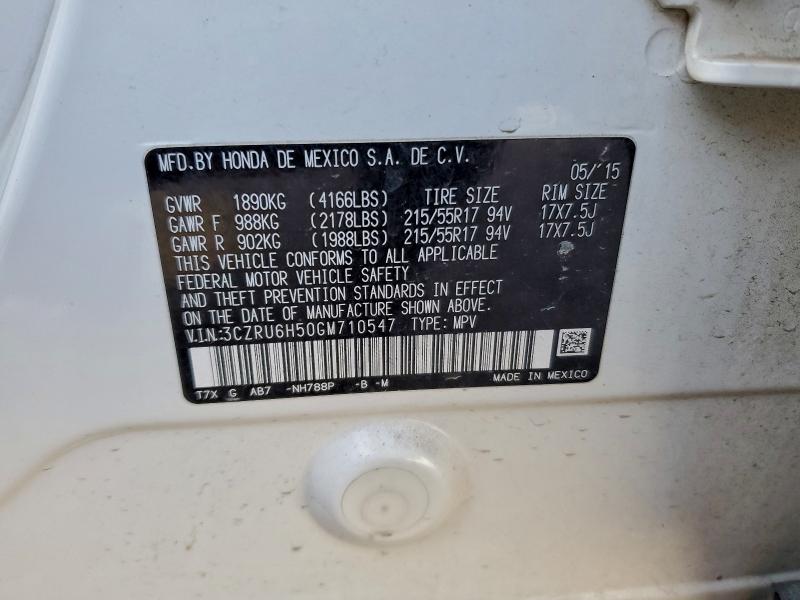 MFD.BY HONDA DE MEXICO S.A. DE C.V.
05/'15
GVWR 1890KG (4166LBS) TIRE SIZE RIM SIZE
GAWR F 988KG (2178LBS) 215/55R17 94V 17X7.5J
GAWR R 902KG (1988LBS) 215/55R17 94V 17X7.5J
THIS VEHICLE CONFORMS TO ALL APPLICABLE
FEDERAL MOTOR VEHICLE SAFETY
AND THEFT PREVENTION STANDARDS IN EFFECT
ON THE DATE OF MANUFACTURE SHOWN ABOVE.
V.I.N:3CZRU6H50GM710547 TYPE: MPV
T7X G AB7 -NH788P -B -M MADE IN MEXICO